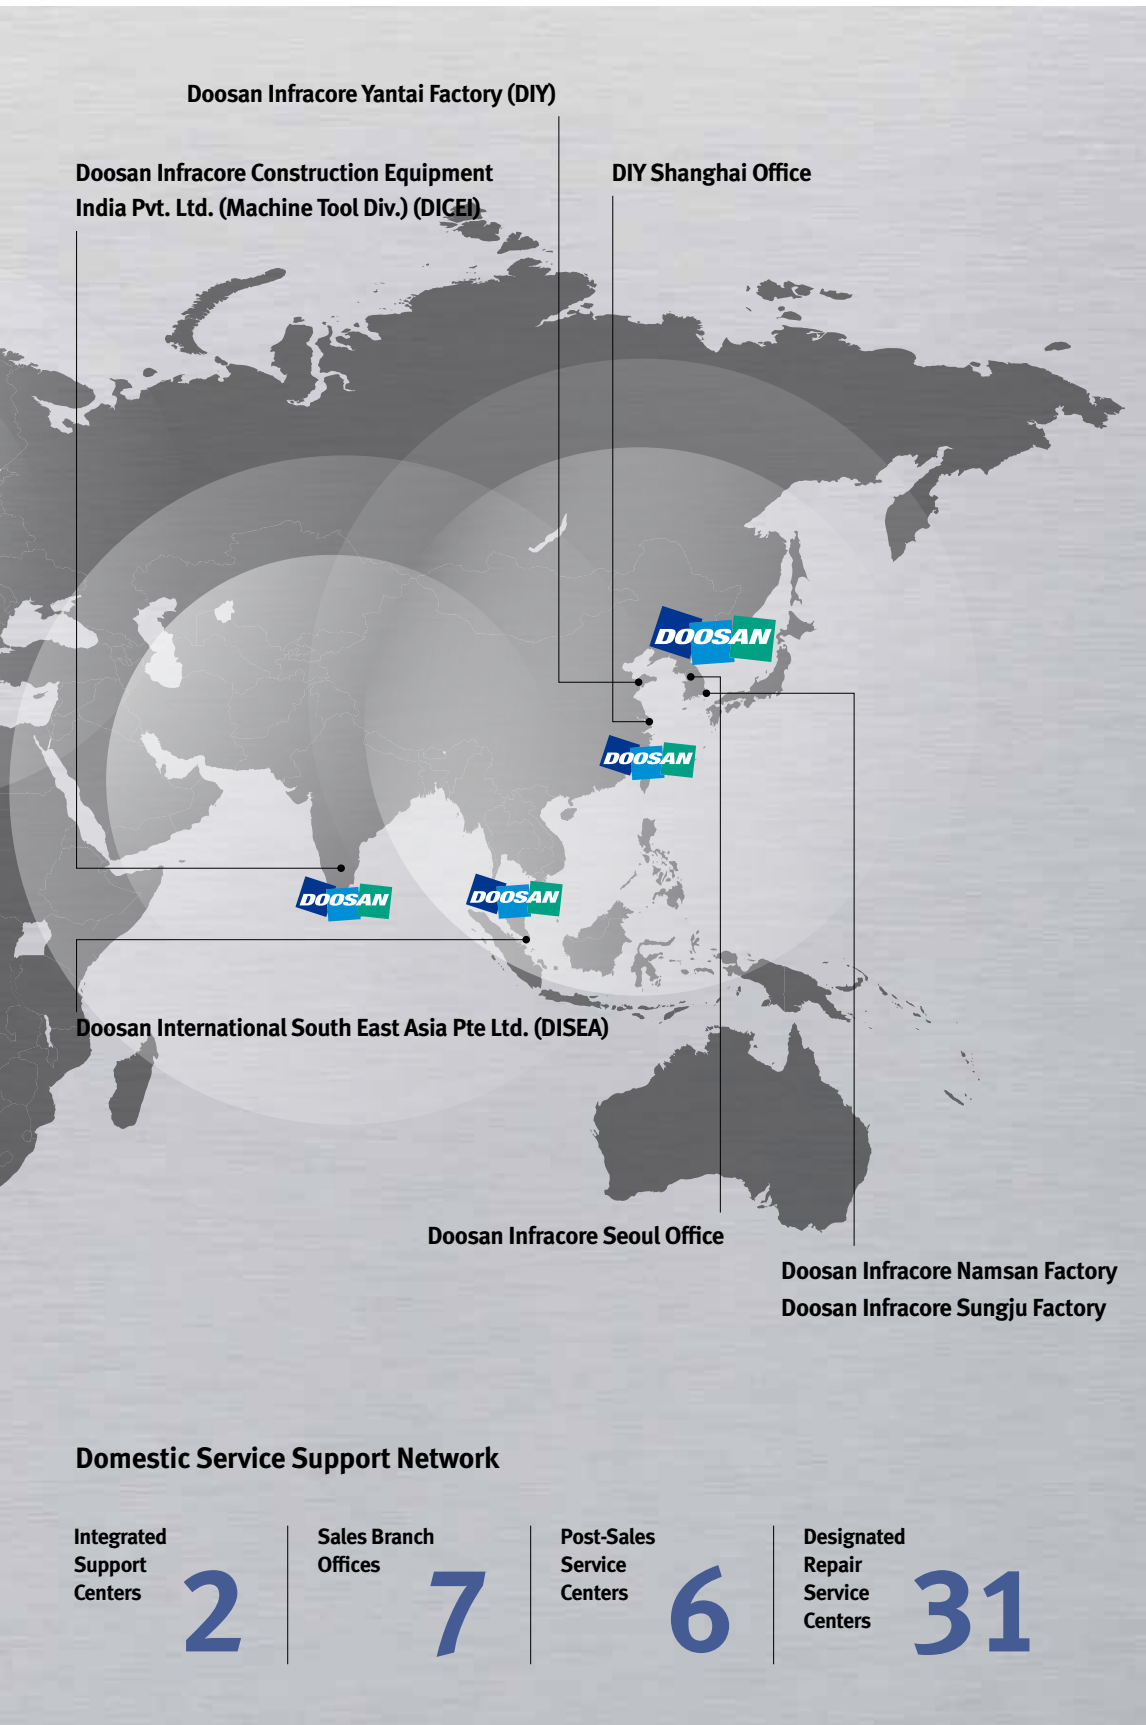 Doosan Infracore Yantai Factory (DIY)
Doosan Infracore Construction Equipment
India Pvt. Ltd. (Machine Tool Div.) (DICEI)
DIY Shanghai Office
DOOSAN
DOOSAN
DOOSAN
DOOSAN
Doosan International South East Asia Pte Ltd. (DISEA)
Doosan Infracore Seoul Office
Doosan Infracore Namsan Factory
Doosan Infracore Sungju Factory
Domestic Service Support Network
Integrated
Support
Centers
2
Sales Branch
Offices
7
Post-Sales
Service
Centers
6
Designated
Repair
Service
Centers
31